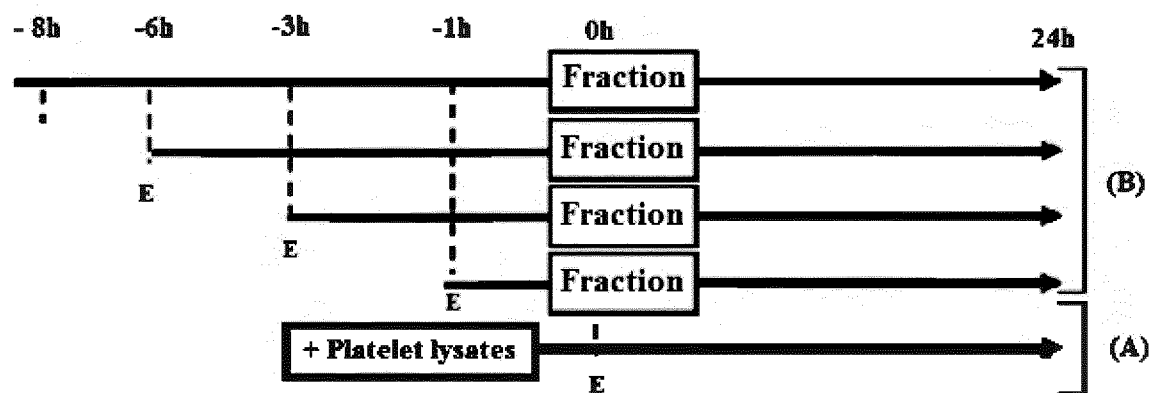 - 8h -6h -3h -1h 0h 24h
Fraction
Fraction
E
(B)
Fraction
E
Fraction
E
+ Platelet lysates
(A)
E